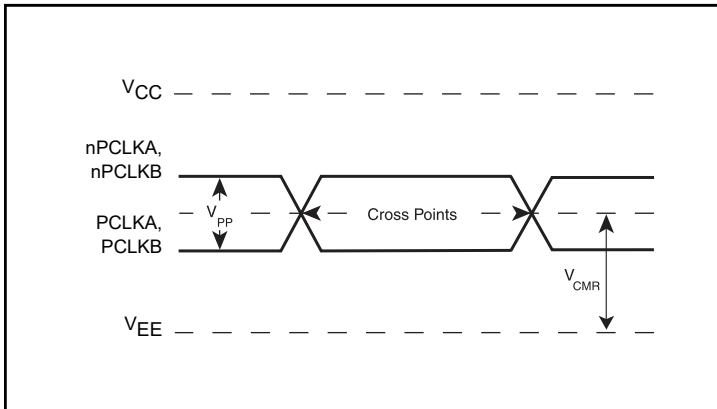 VCC
nPCLKA,
nPCLKB
VPP
Cross Points
PCLKA,
PCLKB
VCMR
VEE